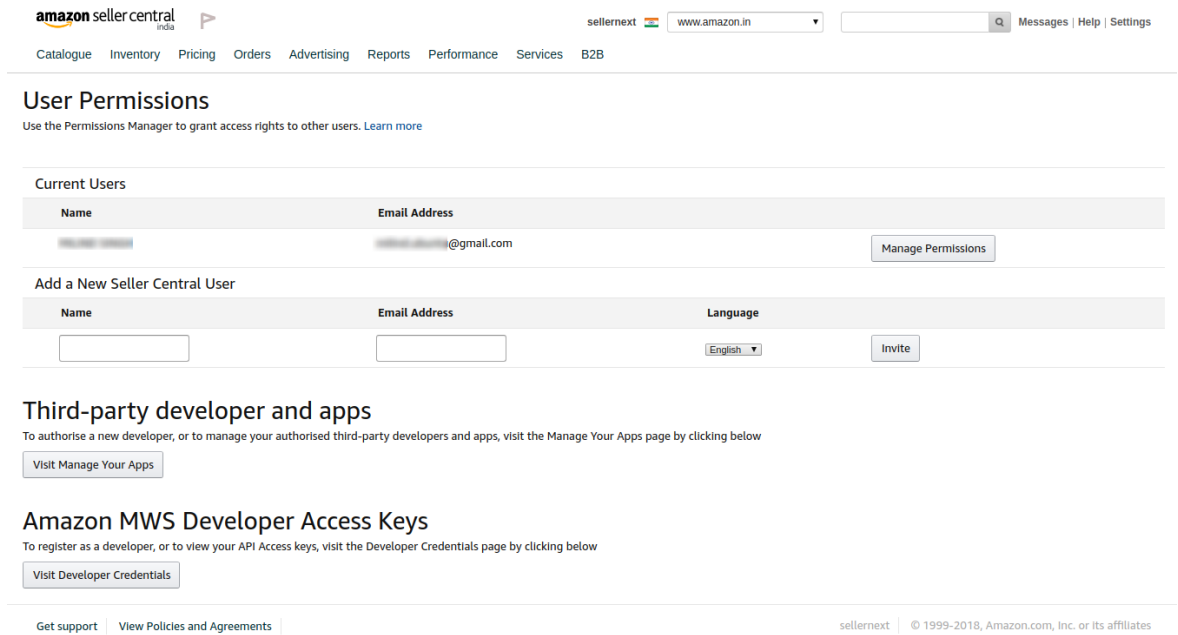 amazon seller central
india
sellernext www.amazon.in Messages | Help | Settings
Catalogue Inventory Pricing Orders Advertising Reports Performance Services B2B
User Permissions
Use the Permissions Manager to grant access rights to other users. Learn more
Current Users
Name Email Address
@gmail.com Manage Permissions
Add a New Seller Central User
Name Email Address Language
English Invite
Third-party developer and apps
To authorise a new developer, or to manage your authorised third-party developers and apps, visit the Manage Your Apps page by clicking below
Visit Manage Your Apps
Amazon MWS Developer Access Keys
To register as a developer, or to view your API Access keys, visit the Developer Credentials page by clicking below
Visit Developer Credentials
Get support View Policies and Agreements sellernext © 1999-2018, Amazon.com, Inc. or its affiliates